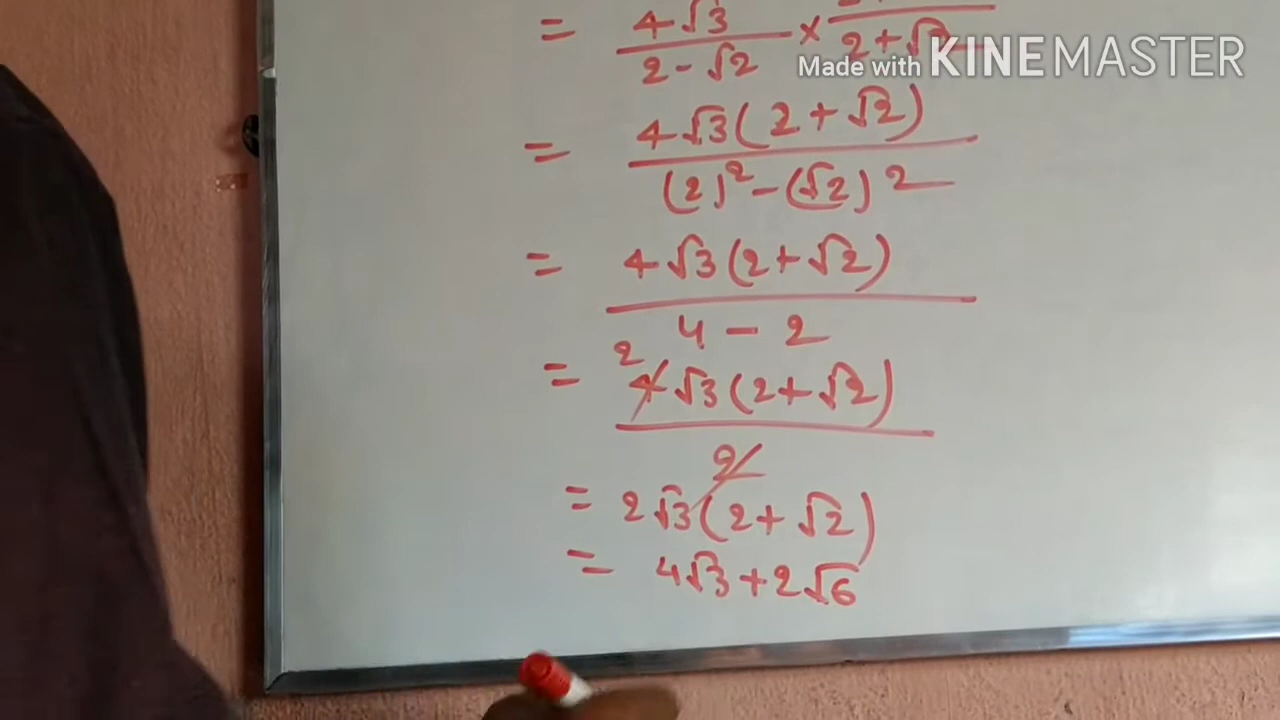 = 4√3 / 2 - √2 × / 2 + √2
Made with KINEMASTER
= 4√3 ( 2 + √2 ) / (2)² - (√2)²
= 4√3 ( 2 + √2 ) / 4 - 2
2
= 4√3 ( 2 + √2 ) / 2
= 2√3 ( 2 + √2 )
= 4√3 + 2√6